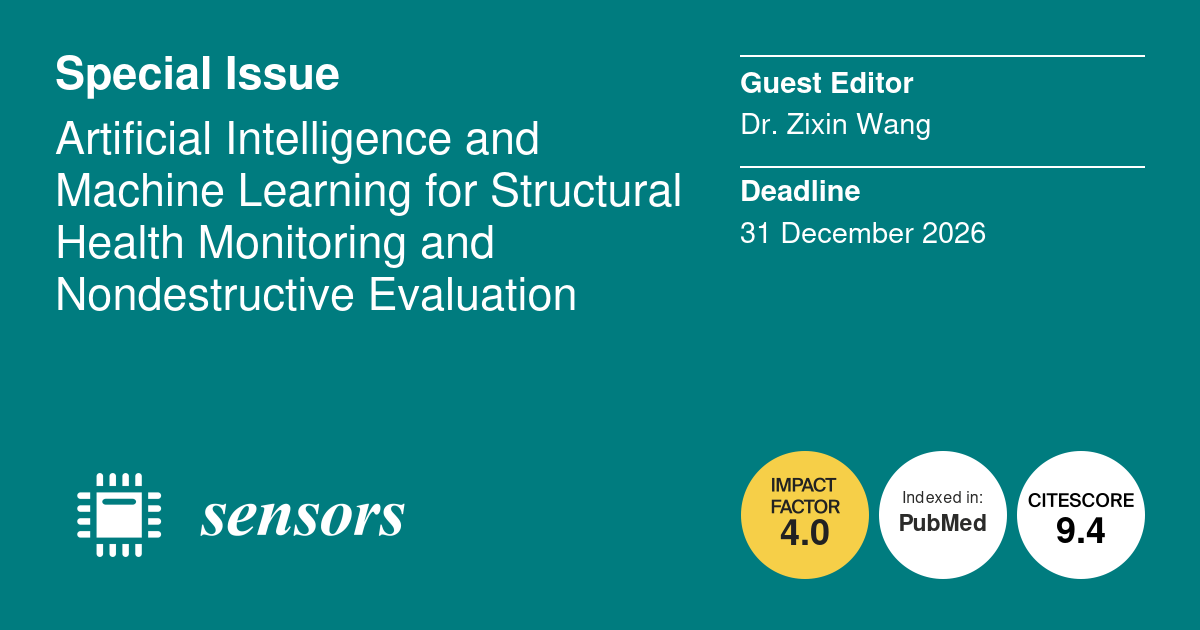 Special Issue
Artificial Intelligence and
Machine Learning for Structural
Health Monitoring and
Nondestructive Evaluation
Guest Editor
Dr. Zixin Wang
Deadline
31 December 2026
sensors
IMPACT
FACTOR
4.0
Indexed in:
PubMed
CITESCORE
9.4